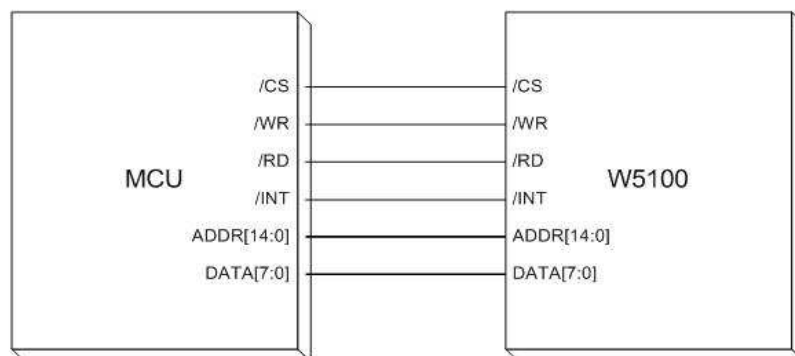 /CS
/CS
/WR
/WR
/RD
/RD
MCU
W5100
/INT
/INT
ADDR[14:0]
ADDR[14:0]
DATA[7:0]
DATA[7:0]